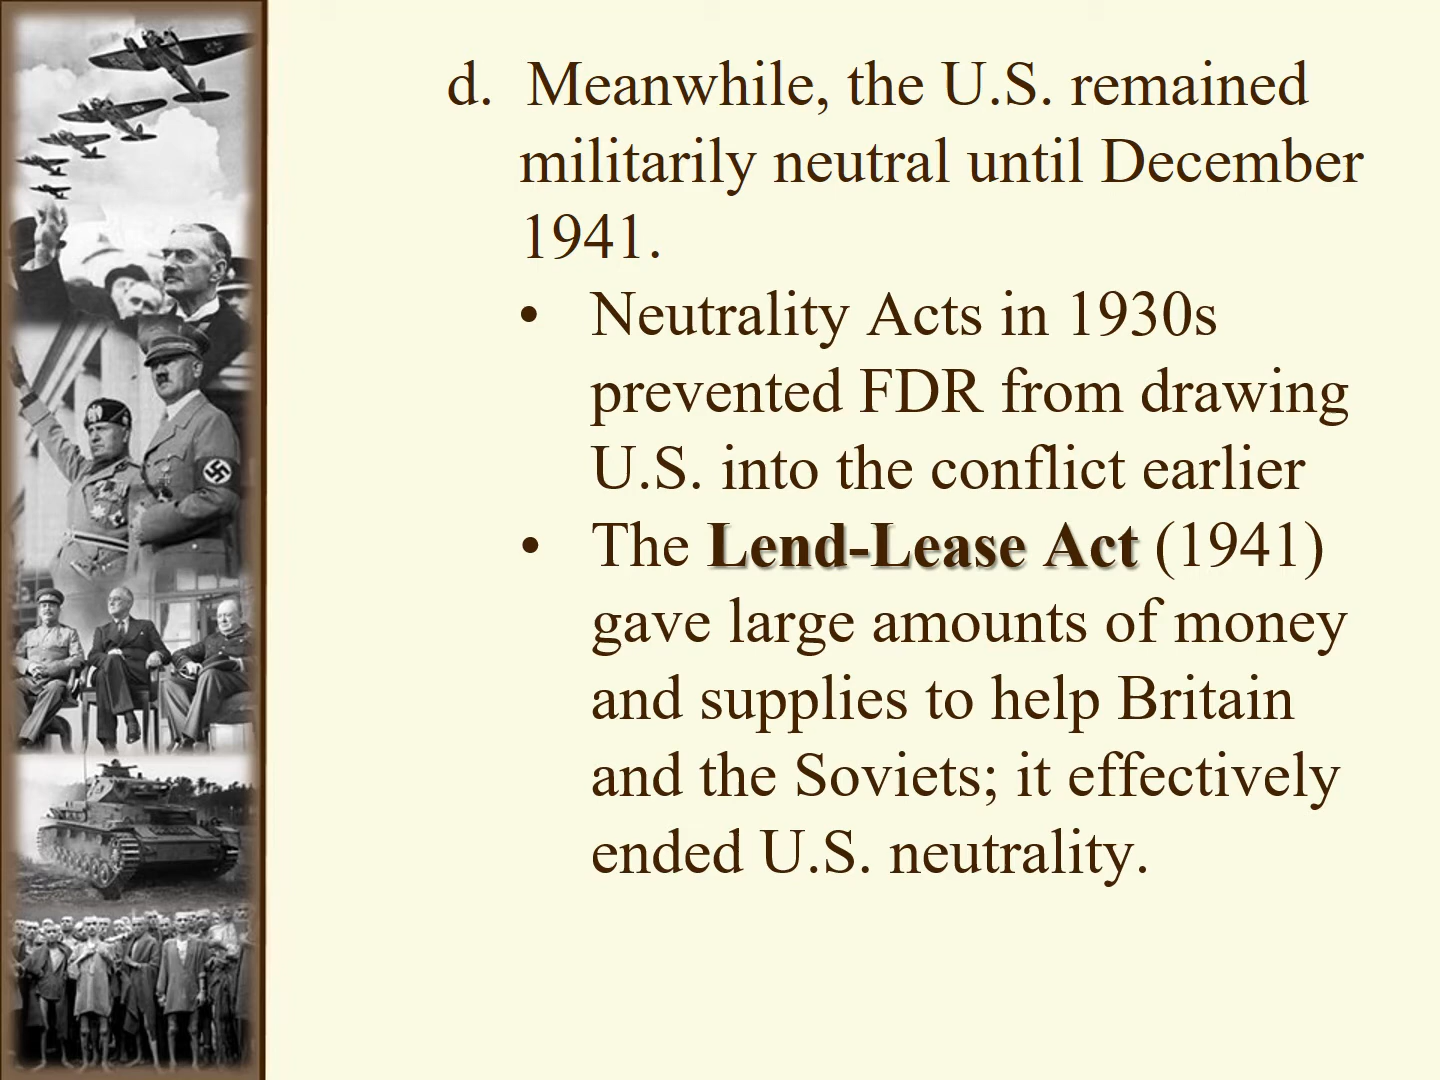 d. Meanwhile, the U.S. remained
militarily neutral until December
1941.
• Neutrality Acts in 1930s
prevented FDR from drawing
U.S. into the conflict earlier
• The Lend-Lease Act (1941)
gave large amounts of money
and supplies to help Britain
and the Soviets; it effectively
ended U.S. neutrality.